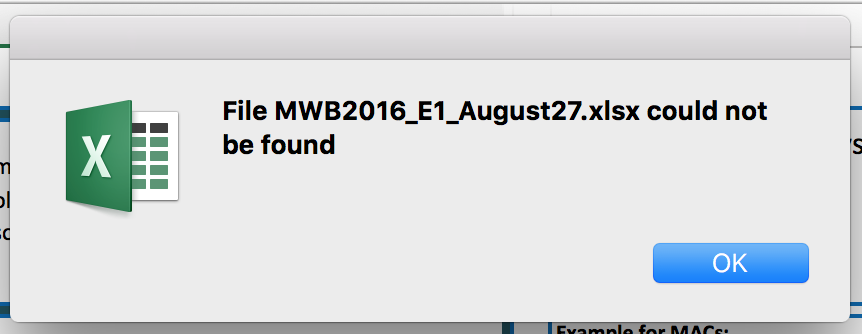 File MWB2016_E1_August27.xlsx could not
be found
X
OK
Example for MACs: